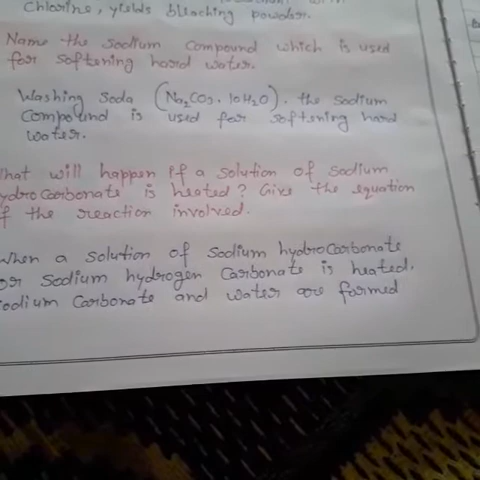 Chlorine, yields bleaching powder.
Name the sodium compound which is used
for softening hard water.
Washing Soda (Na2CO3. 10H2O). the sodium
compound is used for softening hard
water.
what will happen if a solution of sodium
ydrocarbonate is heated? Give the equation
f the reaction involved.
When a solution of sodium hydrocarbonate
or sodium hydrogen carbonate is heated.
sodium carbonate and water are formed